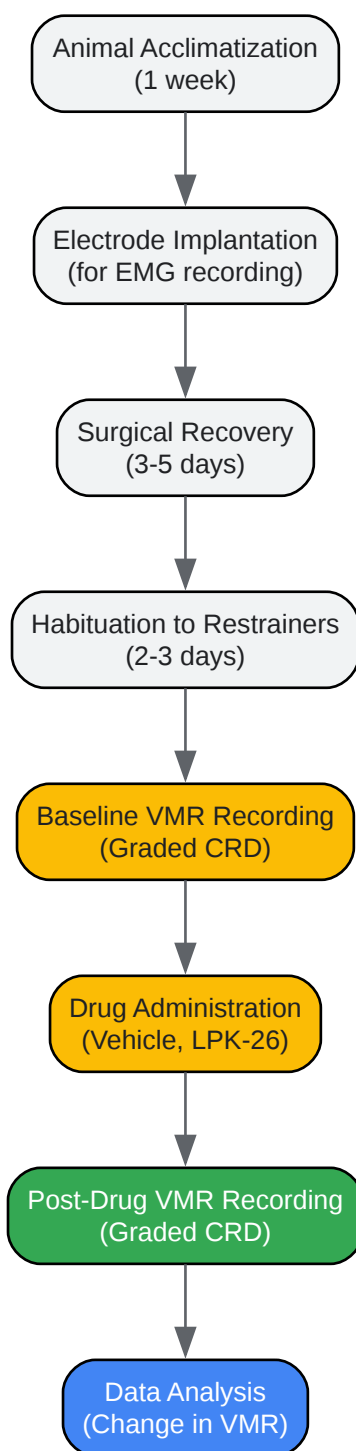 Animal Acclimatization
(1 week)
Electrode Implantation
(for EMG recording)
Surgical Recovery
(3-5 days)
Habituation to Restrainers
(2-3 days)
Baseline VMR Recording
(Graded CRD)
Drug Administration
(Vehicle, LPK-26)
Post-Drug VMR Recording
(Graded CRD)
Data Analysis
(Change in VMR)